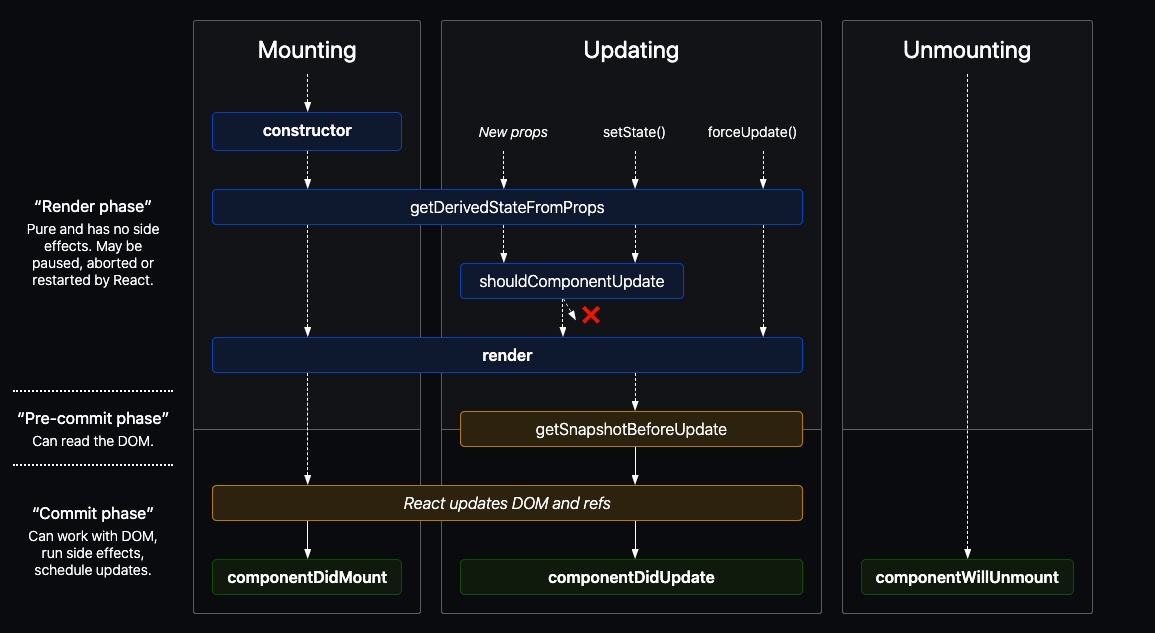 Mounting
Updating
Unmounting
constructor
New props
setState()
forceUpdate()
“Render phase”
Pure and has no side
effects. May be
paused, aborted or
restarted by React.
getDerivedStateFromProps
shouldComponentUpdate
render
“Pre-commit phase”
Can read the DOM.
getSnapshotBeforeUpdate
“Commit phase”
Can work with DOM,
run side effects,
schedule updates.
React updates DOM and refs
componentDidMount
componentDidUpdate
componentWillUnmount